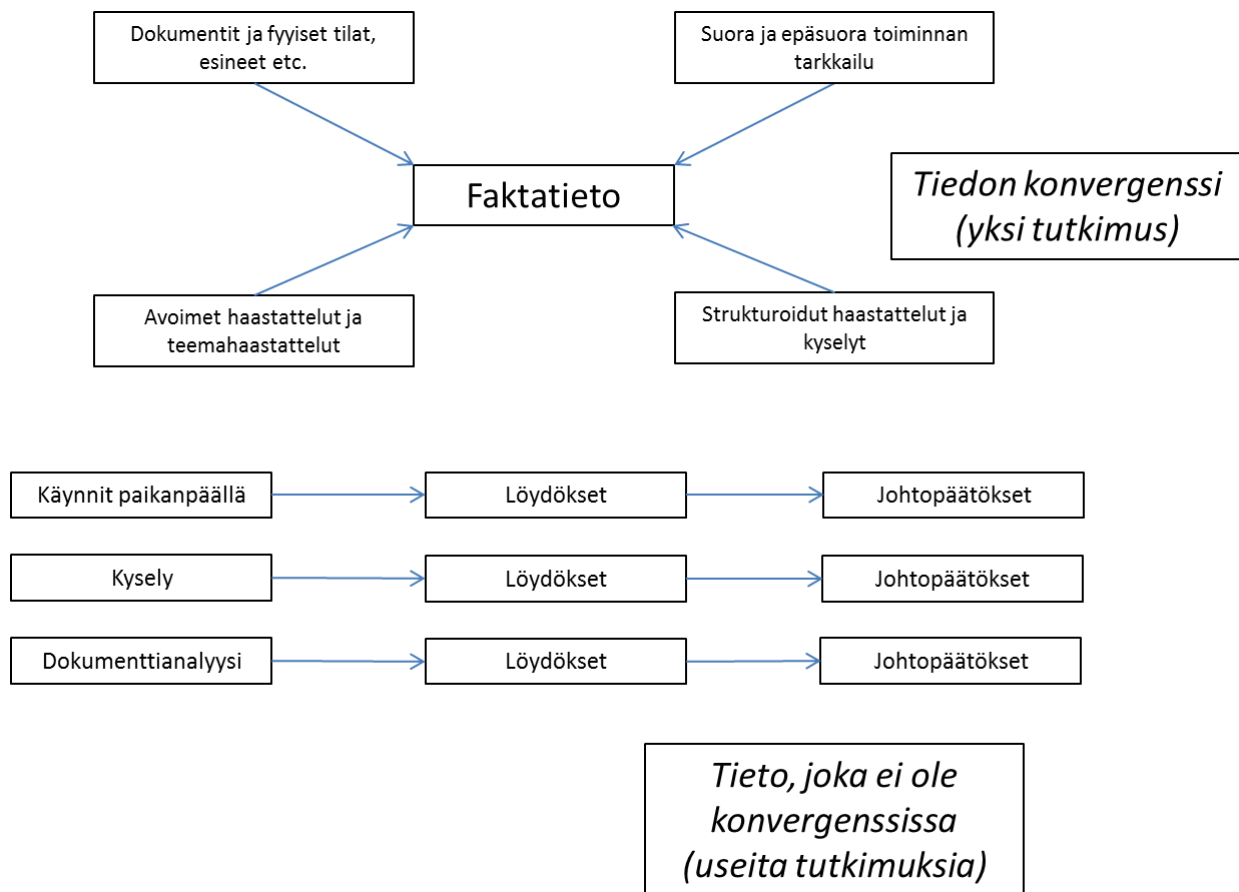 Dokumentit ja fyyiset tilat,
esineet etc.
Suora ja epäsuora toiminnan
tarkkailu
Faktatieto
Tiedon konvergenssi
(yksi tutkimus)
Avoimet haastattelut ja
teemahaastattelut
Strukturoidut haastattelut ja
kyselyt
Käynnit paikanpäällä
Löydökset
Johtopäätökset
Kysely
Löydökset
Johtopäätökset
Dokumenttianalyysi
Löydökset
Johtopäätökset
Tieto, joka ei ole
konvergenssissa
(useita tutkimuksia)